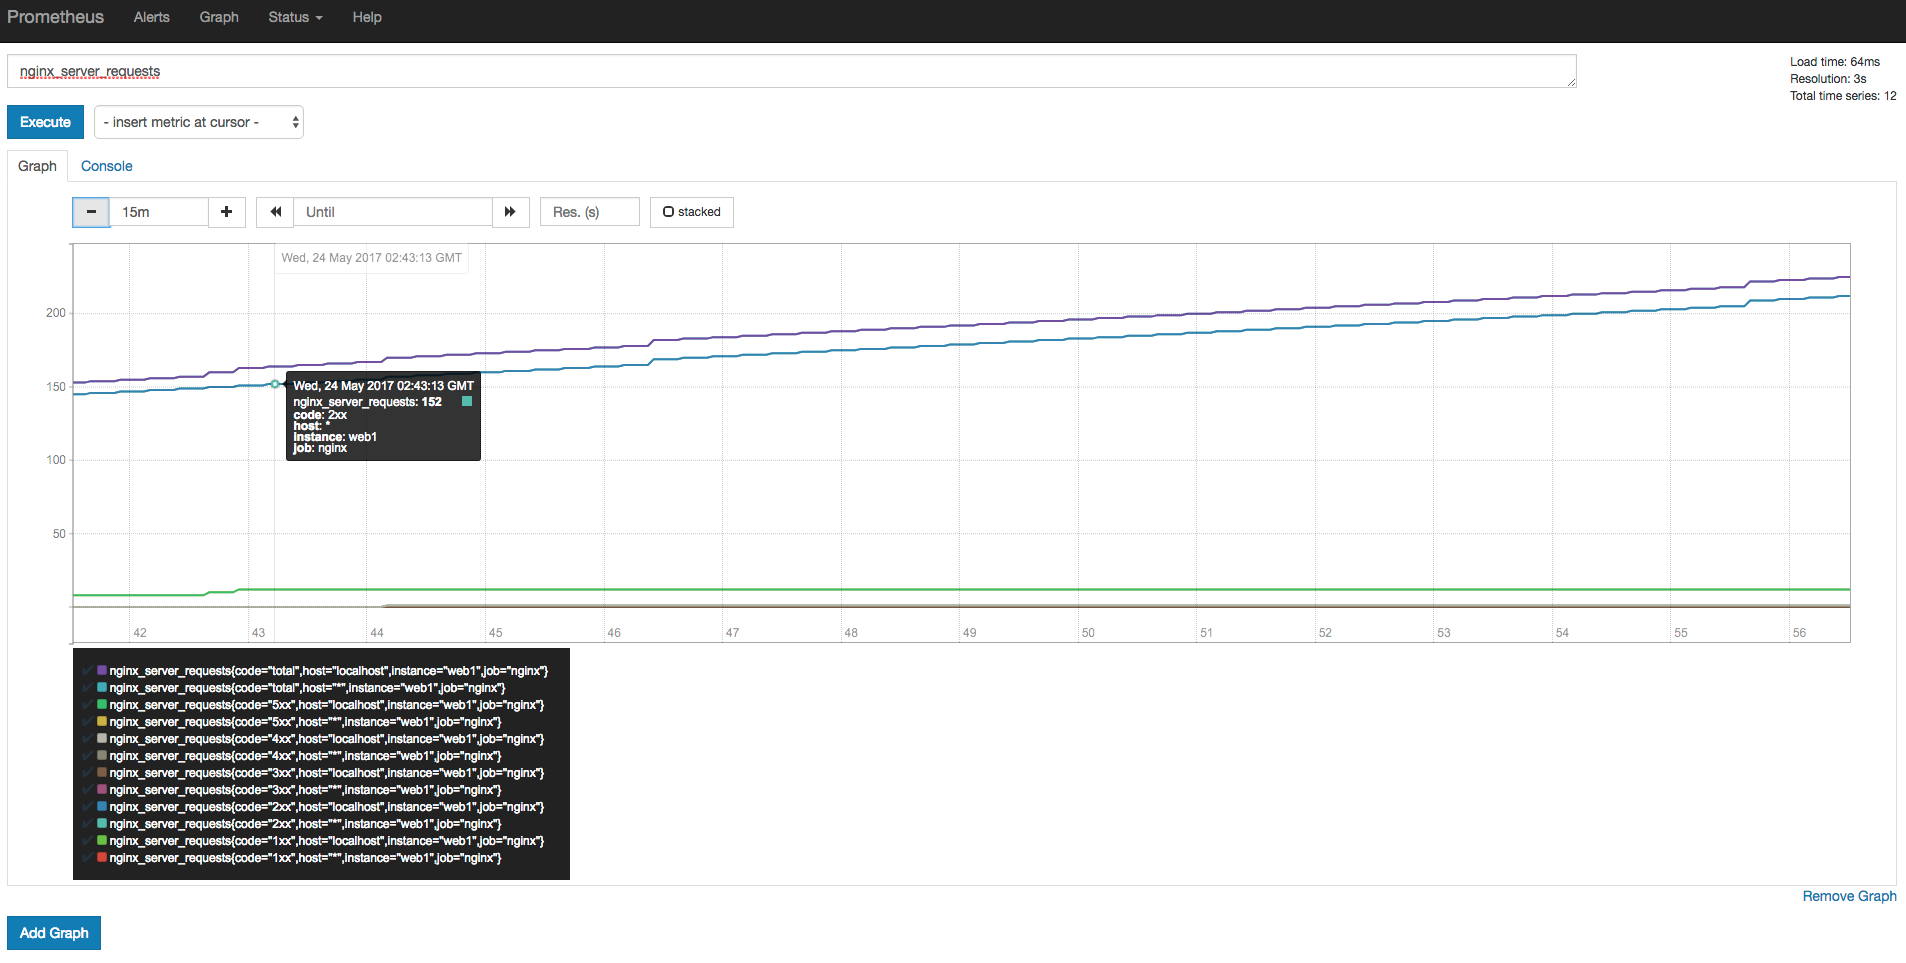 Prometheus Alerts Graph Status Help
nginx_server_requests
Load time: 64ms
Resolution: 3s
Total time series: 12
Execute - insert metric at cursor -
Graph Console
15m Until Res. (s) stacked
Wed, 24 May 2017 02:43:13 GMT
200
150
100
50
Wed, 24 May 2017 02:43:13 GMT
nginx_server_requests: 152
code: 2xx
host: *
instance: web1
job: nginx
42 43 44 45 46 47 48 49 50 51 52 53 54 55 56
nginx_server_requests{code="total",host="localhost",instance="web1",job="nginx"}
nginx_server_requests{code="total",host="*",instance="web1",job="nginx"}
nginx_server_requests{code="5xx",host="localhost",instance="web1",job="nginx"}
nginx_server_requests{code="5xx",host="*",instance="web1",job="nginx"}
nginx_server_requests{code="4xx",host="localhost",instance="web1",job="nginx"}
nginx_server_requests{code="4xx",host="*",instance="web1",job="nginx"}
nginx_server_requests{code="3xx",host="localhost",instance="web1",job="nginx"}
nginx_server_requests{code="3xx",host="*",instance="web1",job="nginx"}
nginx_server_requests{code="2xx",host="localhost",instance="web1",job="nginx"}
nginx_server_requests{code="2xx",host="*",instance="web1",job="nginx"}
nginx_server_requests{code="1xx",host="localhost",instance="web1",job="nginx"}
nginx_server_requests{code="1xx",host="*",instance="web1",job="nginx"}
Remove Graph
Add Graph